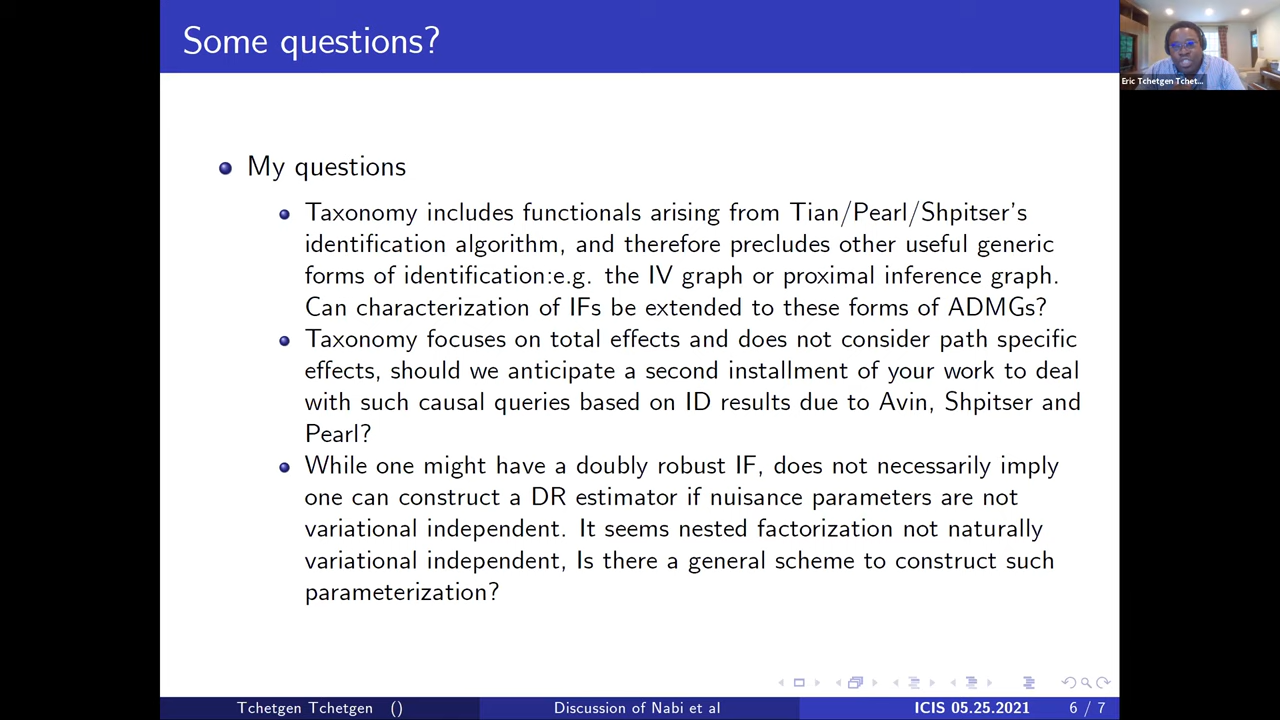 Some questions?
Eric Tchetgen Tchet...
My questions
Taxonomy includes functionals arising from Tian/Pearl/Shpitser's
identification algorithm, and therefore precludes other useful generic
forms of identification:e.g. the IV graph or proximal inference graph.
Can characterization of IFs be extended to these forms of ADMGs?
Taxonomy focuses on total effects and does not consider path specific
effects, should we anticipate a second installment of your work to deal
with such causal queries based on ID results due to Avin, Shpitser and
Pearl?
While one might have a doubly robust IF, does not necessarily imply
one can construct a DR estimator if nuisance parameters are not
variational independent. It seems nested factorization not naturally
variational independent, Is there a general scheme to construct such
parameterization?
Tchetgen Tchetgen () Discussion of Nabi et al ICIS 05.25.2021 6 / 7